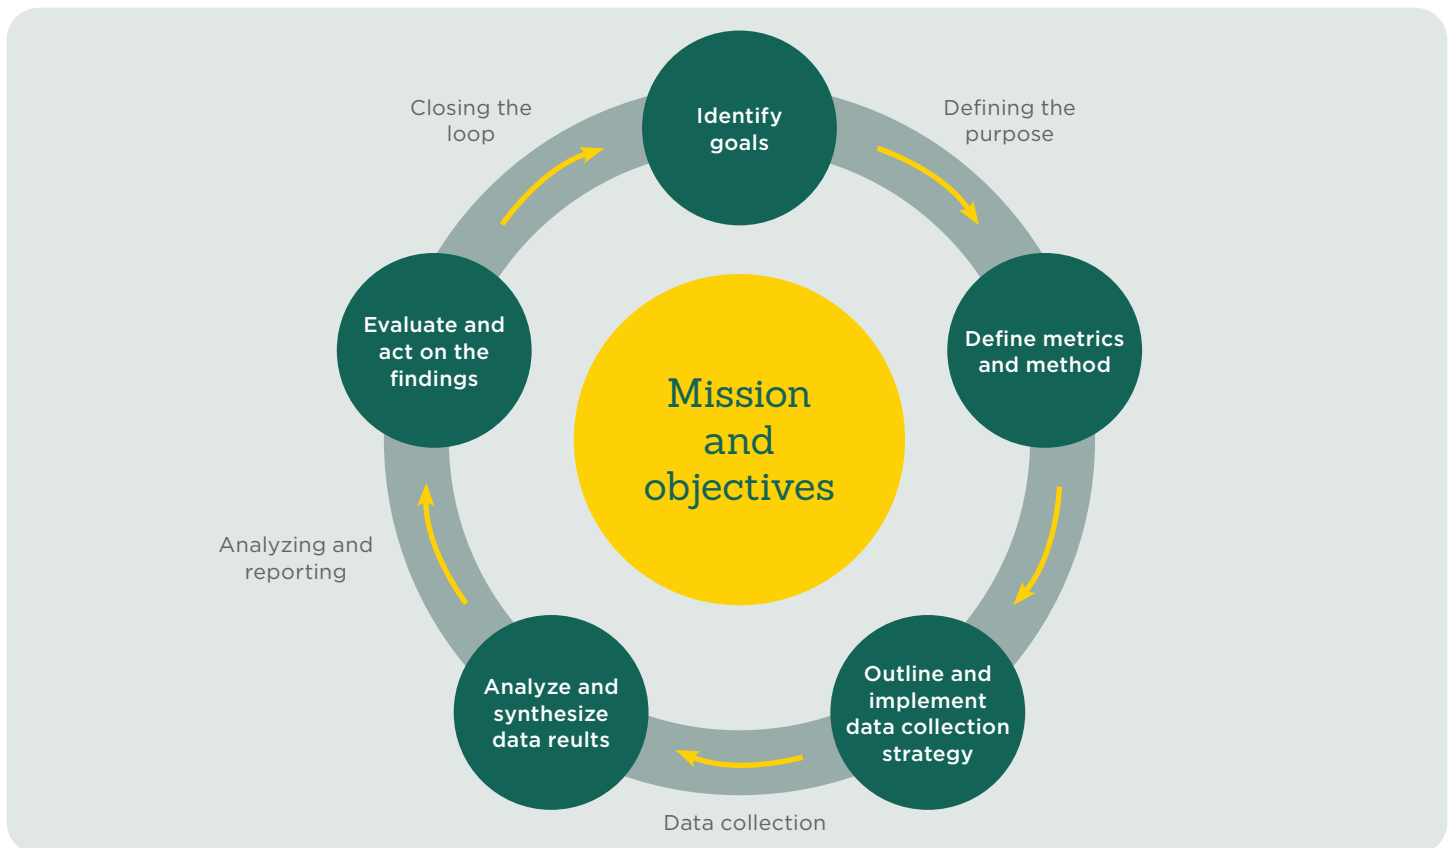 Closing the
loop
Identify
goals
Defining the
purpose
Evaluate and
act on the
findings
Define metrics
and method
Mission
and
objectives
Analyzing and
reporting
Analyze and
synthesize
data reults
Outline and
implement
data collection
strategy
Data collection